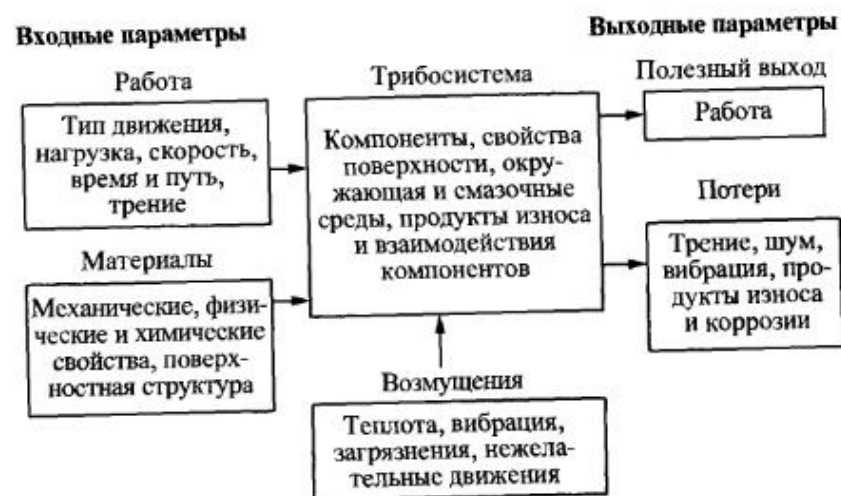 Входные параметры
Выходные параметры
Работа
Тип движения,
нагрузка, скорость,
время и путь,
трение
Материалы
Механические, физи-
ческие и химические
свойства, поверх-
ностная структура
Трибосистема
Компоненты, свойства
поверхности, окру-
жающая и смазочные
среды, продукты износа
и взаимодействия
компонентов
Возмущения
Теплота, вибрация,
загрязнения, нежела-
тельные движения
Полезный выход
Работа
Потери
Трение, шум,
вибрация, про-
дукты износа
и коррозии